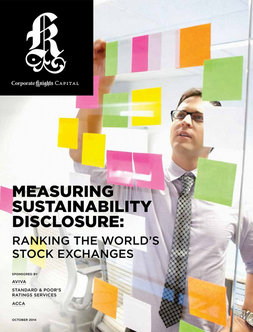 Corporate Knights CAPITAL
MEASURING
SUSTAINABILITY
DISCLOSURE:
RANKING THE WORLD'S
STOCK EXCHANGES
SPONSORED BY
AVIVA
STANDARD & POOR'S
RATINGS SERVICES
ACCA
OCTOBER 2014